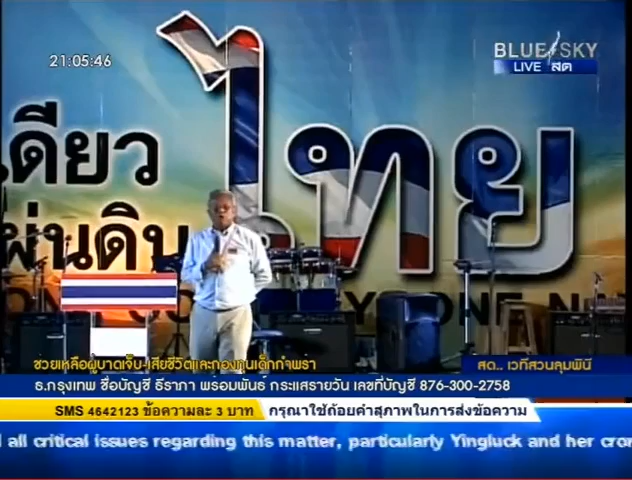 21:05:46
BLUE SKY
LIVE สด
เดียว
ไทย
ผ่นดิน
ช่วยเหลือผู้บาดเจ็บ-เสียชีวิตและกองทุนเด็กกำพร้า
สด.. เวทีสวนลุมพินี
ธ.กรุงเทพ ชื่อบัญชี ธีราภา พร้อมพันธ์ กระแสรายวัน เลขที่บัญชี 876-300-2758
SMS 4642123 ข้อความละ 3 บาท
กรุณาใช้ถ้อยคำสุภาพในการส่งข้อความ
all critical issues regarding this matter, particularly Yingluck and her cror